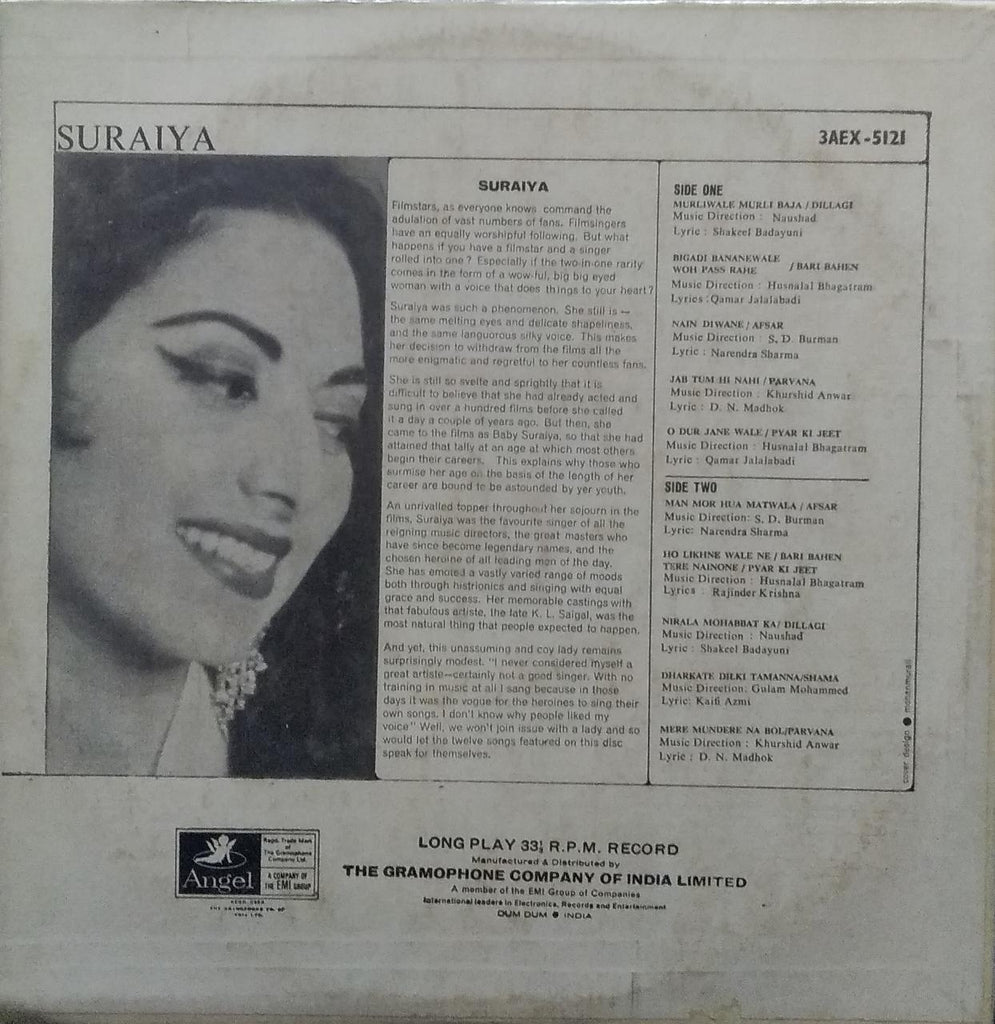 SURAIYA
3AEX-5121
SURAIYA
Filmstars, as everyone knows command the
adulation of vast numbers of fans. Filmsingers
have an equally worshipful following. But what
happens if you have a filmstar and a singer
rolled into one ? Especially if the two-in-one rarity
comes in the form of a wow-ful, big big eyed
woman with a voice that does things to your heart?
Suraiya was such a phenomenon. She still is —
the same melting eyes and delicate shapeliness,
and the same languorous silky voice. This makes
her decision to withdraw from the films all the
more enigmatic and regretful to her countless fans.
She is still so svelte and sprightly that it is
difficult to believe that she had already acted and
sung in over a hundred films before she called
it a day a couple of years ago. But then, she
came to the films as Baby Suraiya, so that she had
attained that tally at an age at which most others
begin their careers. This explains why those who
surmise her age on the basis of the length of her
career are bound to be astounded by yer youth.
An unrivalled topper throughout her sojourn in the
films, Suraiya was the favourite singer of all the
reigning music directors, the great masters who
have since become legendary names, and the
chosen heroine of all leading men of the day.
She has emoted a vastly varied range of moods
both through histrionics and singing with equal
grace and success. Her memorable castings with
that fabulous artiste, the late K. L. Saigal, was the
most natural thing that people expected to happen.
And yet, this unassuming and coy lady remains
surprisingly modest. "I never considered myself a
great artiste—certainly not a good singer. With no
training in music at all I sang because in those
days it was the vogue for the heroines to sing their
own songs. I don't know why people liked my
voice" Well, we won't join issue with a lady and so
would let the twelve songs featured on this disc
speak for themselves.
SIDE ONE
MURLIWALE MURLI BAJA / DILLAGI
Music Direction : Naushad
Lyric : Shakeel Badayuni
BIGADI BANANEWALE
WOH PASS RAHE / BARI BAHEN
Music Direction : Husnalal Bhagatram
Lyrics : Qamar Jalalabadi
NAIN DIWANE / AFSAR
Music Direction : S. D. Burman
Lyric : Narendra Sharma
JAB TUM HI NAHI / PARVANA
Music Direction : Khurshid Anwar
Lyric : D. N. Madhok
O DUR JANE WALE / PYAR KI JEET
Music Direction : Husnalal Bhagatram
Lyric : Qamar Jalalabadi
SIDE TWO
MAN MOR HUA MATWALA / AFSAR
Music Direction: S. D. Burman
Lyric: Narendra Sharma
HO LIKHNE WALE NE / BARI BAHEN
TERE NAINONE / PYAR KI JEET
Music Direction : Husnalal Bhagatram
Lyrics : Rajinder Krishna
NIRALA MOHABBAT KA/ DILLAGI
Music Direction : Naushad
Lyric : Shakeel Badayuni
DHARKATE DILKI TAMANNA/SHAMA
Music Direction: Gulam Mohammed
Lyric: Kaifi Azmi
MERE MUNDERE NA BOL/PARVANA
Music Direction : Khurshid Anwar
Lyric : D. N. Madhok
cover design ● mohanmurali
Angel
Regd. Trade Mark
of The Gramophone
Company Ltd.
A COMPANY OF
THE EMI GROUP
LONG PLAY 33⅓ R.P.M. RECORD
Manufactured & Distributed by
THE GRAMOPHONE COMPANY OF INDIA LIMITED
A member of the EMI Group of Companies
International leaders in Electronics, Records and Entertainment
DUM DUM ● INDIA